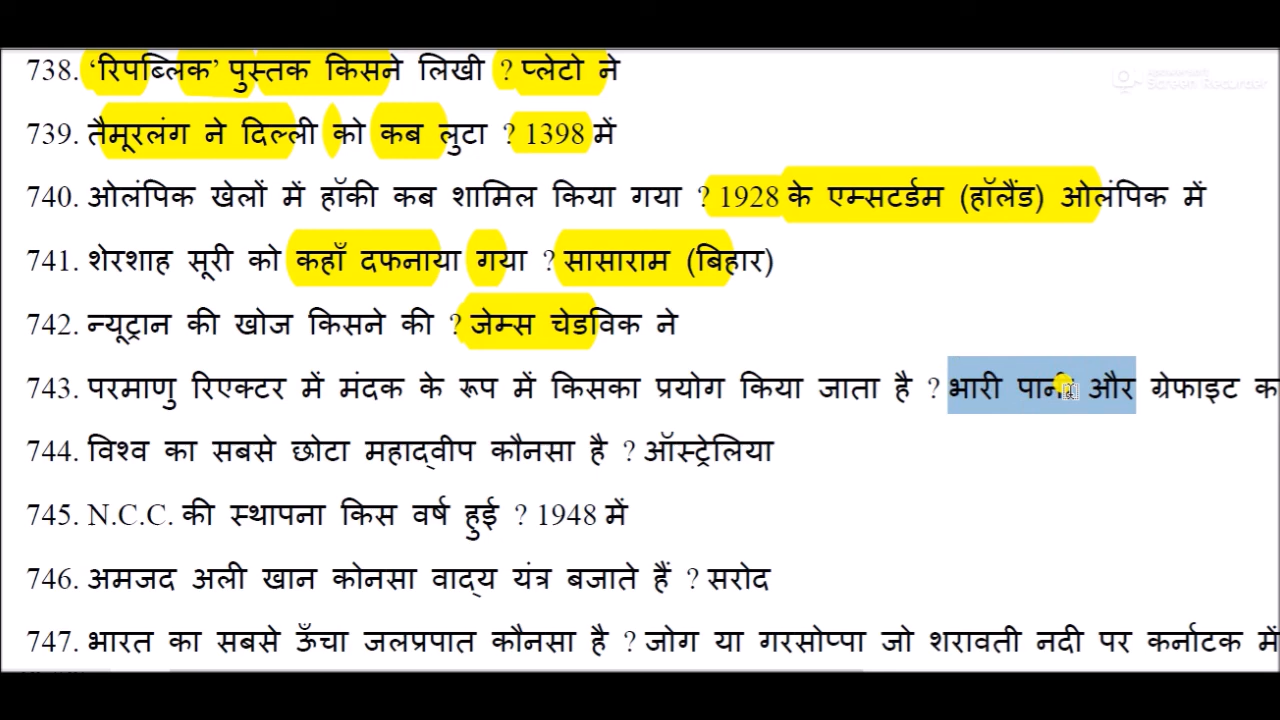 738. ‘रिपब्लिक’ पुस्तक किसने लिखी ? प्लेटो ने
Screen Recorder
739. तैमूरलंग ने दिल्ली को कब लुटा ? 1398 में
740. ओलंपिक खेलों में हॉकी कब शामिल किया गया ? 1928 के एम्सटर्डम (हॉलैंड) ओलंपिक में
741. शेरशाह सूरी को कहाँ दफनाया गया ? सासाराम (बिहार)
742. न्यूट्रान की खोज किसने की ? जेम्स चेडविक ने
743. परमाणु रिएक्टर में मंदक के रूप में किसका प्रयोग किया जाता है ? भारी पानी और ग्रेफाइट क
744. विश्व का सबसे छोटा महाद्वीप कौनसा है ? ऑस्ट्रेलिया
745. N.C.C. की स्थापना किस वर्ष हुई ? 1948 में
746. अमजद अली खान कोनसा वाद्य यंत्र बजाते हैं ? सरोद
747. भारत का सबसे ऊँचा जलप्रपात कौनसा है ? जोग या गरसोप्पा जो शरावती नदी पर कर्नाटक में